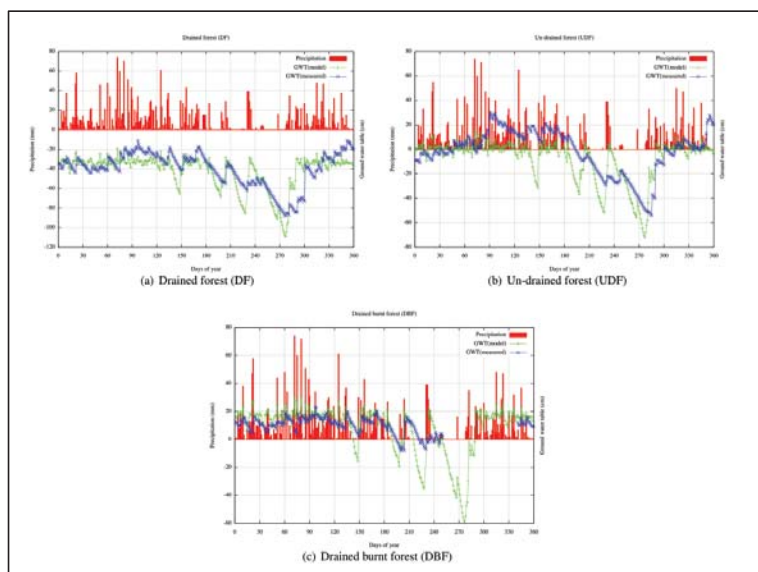 Drained forest (DF)
Precipitation
GWT(model)
GWT(measured)
80
60
40
20
0
-20
-40
-60
-80
-100
-120
Precipitation (mm)
Ground water table (cm)
0 30 60 90 120 150 180 210 240 270 300 330 360
Days of year
(a) Drained forest (DF)
Un-drained forest (UDF)
Precipitation
GWT(model)
GWT(measured)
80
60
40
20
0
-20
-40
-60
-80
Precipitation (mm)
Ground water table (cm)
0 30 60 90 120 150 180 210 240 270 300 330 360
Days of year
(b) Un-drained forest (UDF)
Drained burnt forest (DBF)
Precipitation
GWT(model)
GWT(measured)
80
60
40
20
0
-20
-40
-60
Precipitation (mm)
Ground water table (cm)
0 30 60 90 120 150 180 210 240 270 300 330 360
Days of year
(c) Drained burnt forest (DBF)